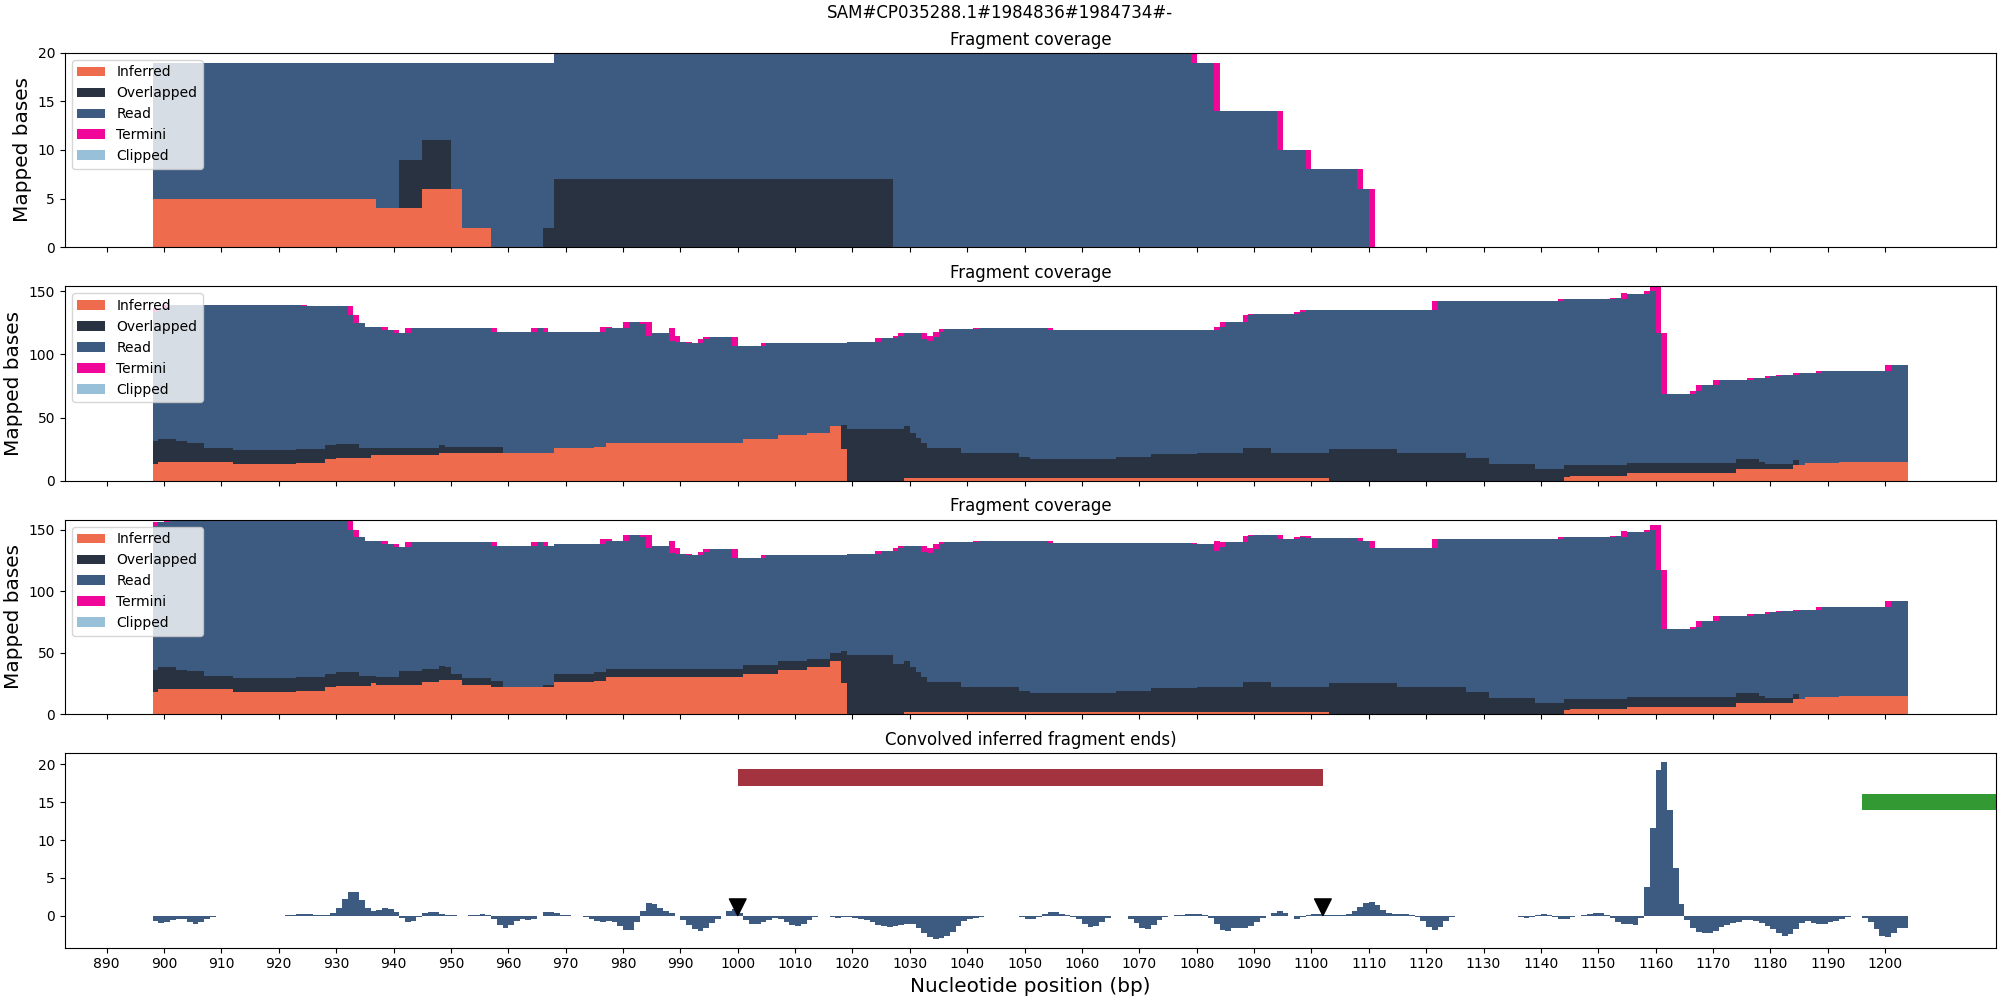 SAM#CP035288.1#1984836#1984734#-
Fragment coverage
Mapped bases
20
15
10
5
0
Inferred
Overlapped
Read
Termini
Clipped
Fragment coverage
Mapped bases
150
100
50
0
Inferred
Overlapped
Read
Termini
Clipped
Fragment coverage
Mapped bases
150
100
50
0
Inferred
Overlapped
Read
Termini
Clipped
Convolved inferred fragment ends)
20
15
10
5
0
890 900 910 920 930 940 950 960 970 980 990 1000 1010 1020 1030 1040 1050 1060 1070 1080 1090 1100 1110 1120 1130 1140 1150 1160 1170 1180 1190 1200
Nucleotide position (bp)